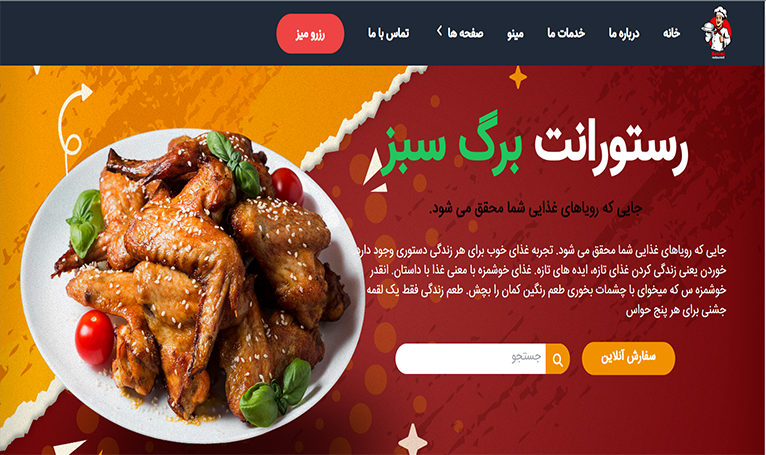 خانه
درباره ما
خدمات ما
مینو
صفحه ها
تماس با ما
رزرو میز
رستورانت برگ سبز
جایی که رویاهای غذایی شما محقق می شود.
جایی که رویاهای غذایی شما محقق می شود. تجربه غذای خوب برای هر زندگی دستوری وجود دارد
خوردن یعنی زندگی کردن غذای تازه، ایده های تازه. غذای خوشمزه با معنی غذا با داستان. انقدر
خوشمزه س که میخوای با چشمات بخوری طعم رنگین کمان را بچش. طعم زندگی فقط یک لقمه
جشنی برای هر پنج حواس
سفارش آنلاین
جستجو